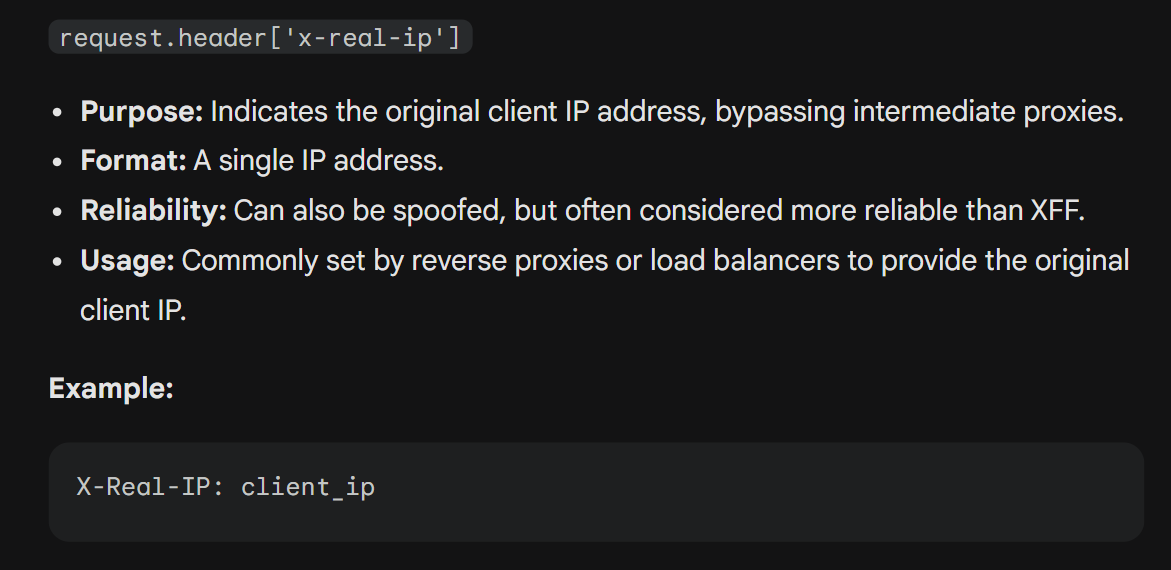 request.header['x-real-ip']
• Purpose: Indicates the original client IP address, bypassing intermediate proxies.
• Format: A single IP address.
• Reliability: Can also be spoofed, but often considered more reliable than XFF.
• Usage: Commonly set by reverse proxies or load balancers to provide the original
client IP.
Example:
X-Real-IP: client_ip